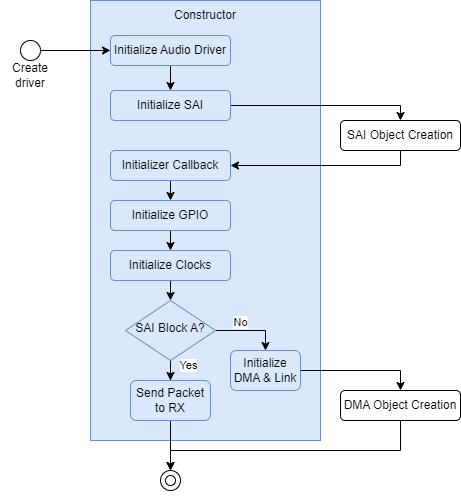 Constructor
Create
driver
Initialize Audio Driver
Initialize SAI
SAI Object Creation
Initializer Callback
Initialize GPIO
Initialize Clocks
SAI Block A?
No
Yes
Initialize
DMA & Link
Send Packet
to RX
DMA Object Creation